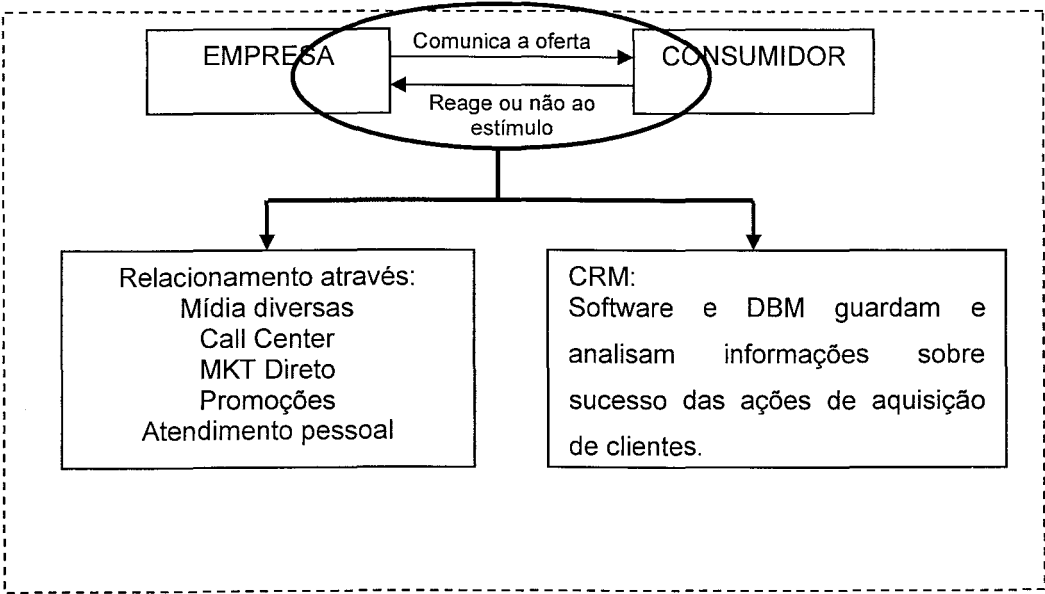 EMPRESA
Comunica a oferta
CONSUMIDOR
Reage ou não ao
estímulo
Relacionamento através:
Mídia diversas
Call Center
MKT Direto
Promoções
Atendimento pessoal
CRM:
Software e DBM guardam e
analisam informações sobre
sucesso das ações de aquisição
de clientes.